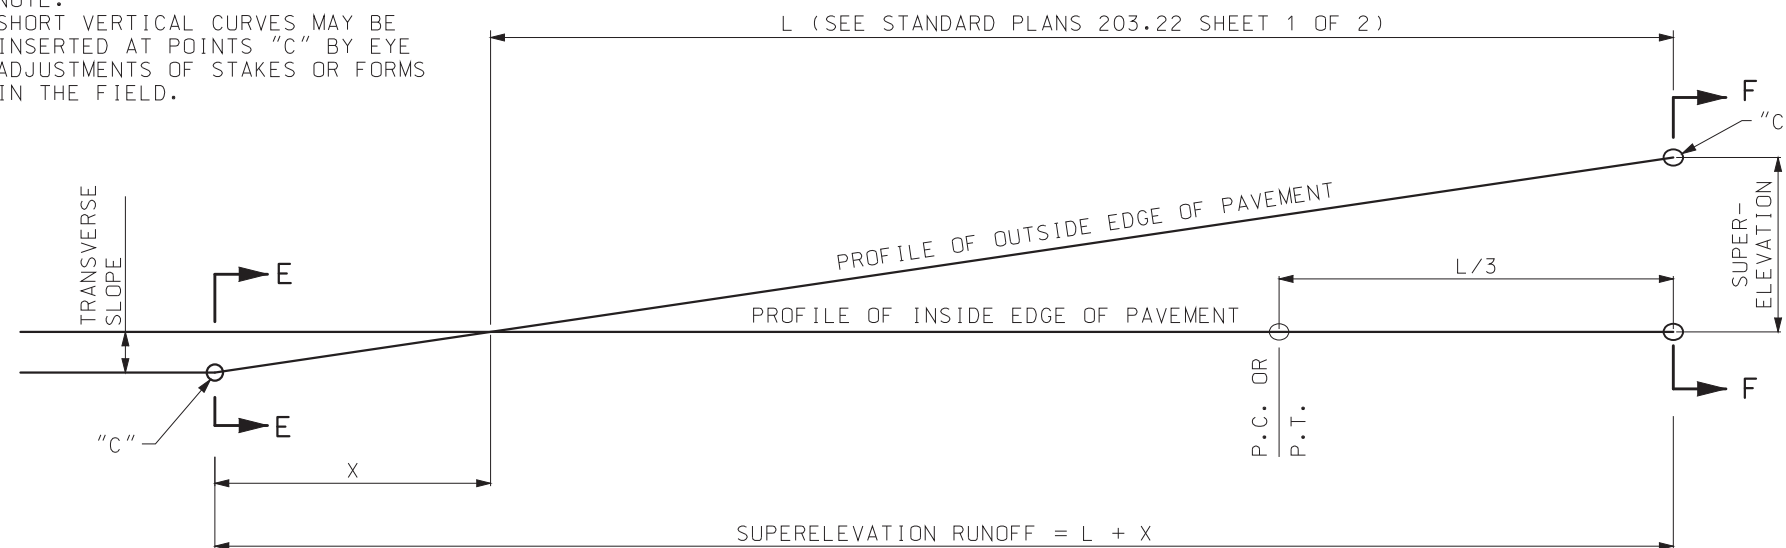 NOTE:
SHORT VERTICAL CURVES MAY BE
INSERTED AT POINTS "C" BY EYE
ADJUSTMENTS OF STAKES OR FORMS
IN THE FIELD.
L (SEE STANDARD PLANS 203.22 SHEET 1 OF 2)
F
"C
TRANSVERSE
SLOPE
E
PROFILE OF OUTSIDE EDGE OF PAVEMENT
L/3
SUPER-
ELEVATION
PROFILE OF INSIDE EDGE OF PAVEMENT
P.C. OR
P.T.
F
"C"
E
X
SUPERELEVATION RUNOFF = L + X